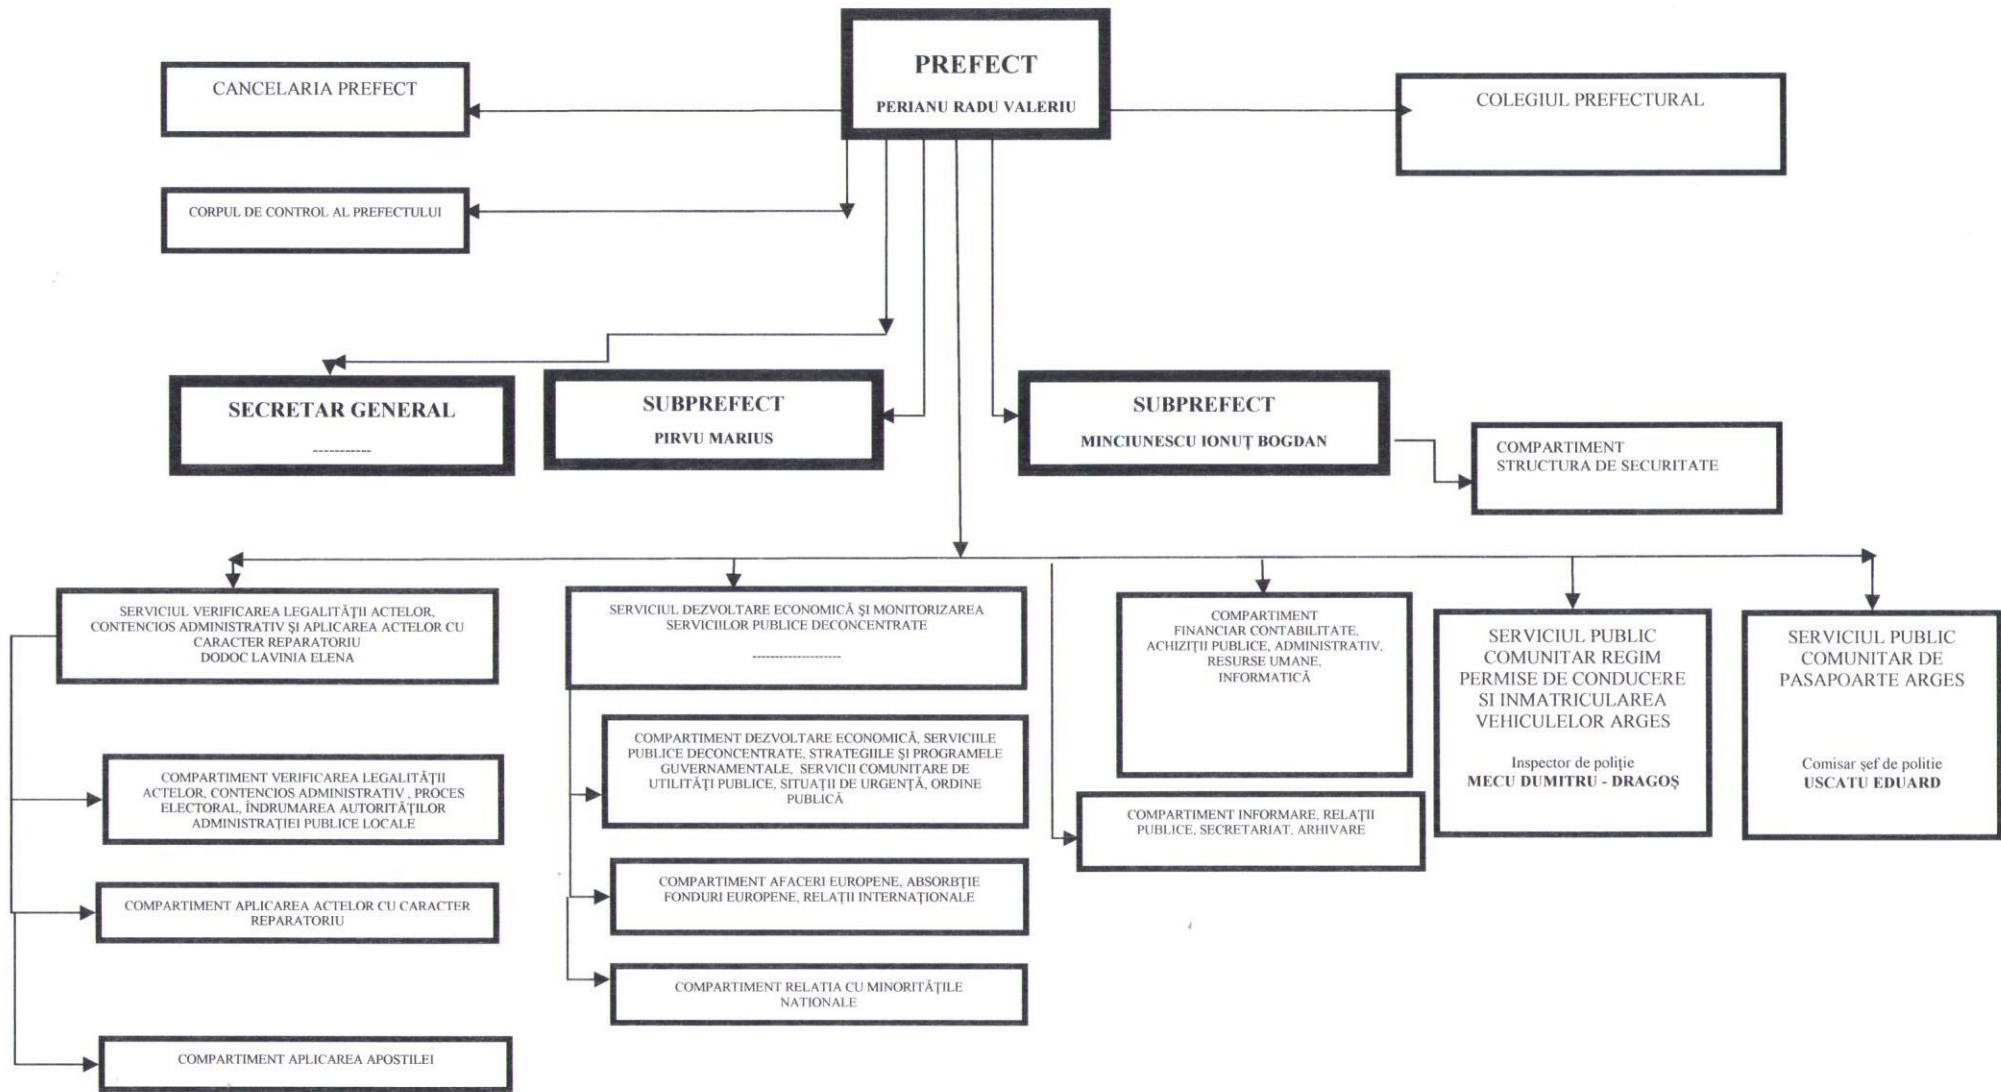 PREFECT
PERIANU RADU VALERIU
CANCELARIA PREFECT
COLEGIUL PREFECTURAL
CORPUL DE CONTROL AL PREFECTULUI
SECRETAR GENERAL
-----------
SUBPREFECT
PIRVU MARIUS
SUBPREFECT
MINCIUNESCU IONUȚ BOGDAN
COMPARTIMENT
STRUCTURA DE SECURITATE
SERVICIUL VERIFICAREA LEGALITĂȚII ACTELOR,
CONTENCIOS ADMINISTRATIV ȘI APLICAREA ACTELOR CU
CARACTER REPARATORIU
DODOC LAVINIA ELENA
COMPARTIMENT VERIFICAREA LEGALITĂȚII
ACTELOR, CONTENCIOS ADMINISTRATIV , PROCES
ELECTORAL, ÎNDRUMAREA AUTORITĂȚILOR
ADMINISTRAȚIEI PUBLICE LOCALE
COMPARTIMENT APLICAREA ACTELOR CU CARACTER
REPARATORIU
COMPARTIMENT APLICAREA APOSTILEI
SERVICIUL DEZVOLTARE ECONOMICĂ ȘI MONITORIZAREA
SERVICIILOR PUBLICE DECONCENTRATE
--------------------
COMPARTIMENT DEZVOLTARE ECONOMICĂ, SERVICIILE
PUBLICE DECONCENTRATE, STRATEGIILE ȘI PROGRAMELE
GUVERNAMENTALE, SERVICII COMUNITARE DE
UTILITĂȚI PUBLICE, SITUAȚII DE URGENȚĂ, ORDINE
PUBLICĂ
COMPARTIMENT AFACERI EUROPENE, ABSORBȚIE
FONDURI EUROPENE, RELAȚII INTERNAȚIONALE
COMPARTIMENT RELATIA CU MINORITĂȚILE
NATIONALE
COMPARTIMENT
FINANCIAR CONTABILITATE,
ACHIZIȚII PUBLICE, ADMINISTRATIV,
RESURSE UMANE,
INFORMATICĂ
COMPARTIMENT INFORMARE, RELAȚII
PUBLICE, SECRETARIAT, ARHIVARE
SERVICIUL PUBLIC
COMUNITAR REGIM
PERMISE DE CONDUCERE
SI INMATRICULAREA
VEHICULELOR ARGES
Inspector de poliție
MECU DUMITRU - DRAGOȘ
SERVICIUL PUBLIC
COMUNITAR DE
PASAPOARTE ARGES
Comisar șef de politie
USCATU EDUARD